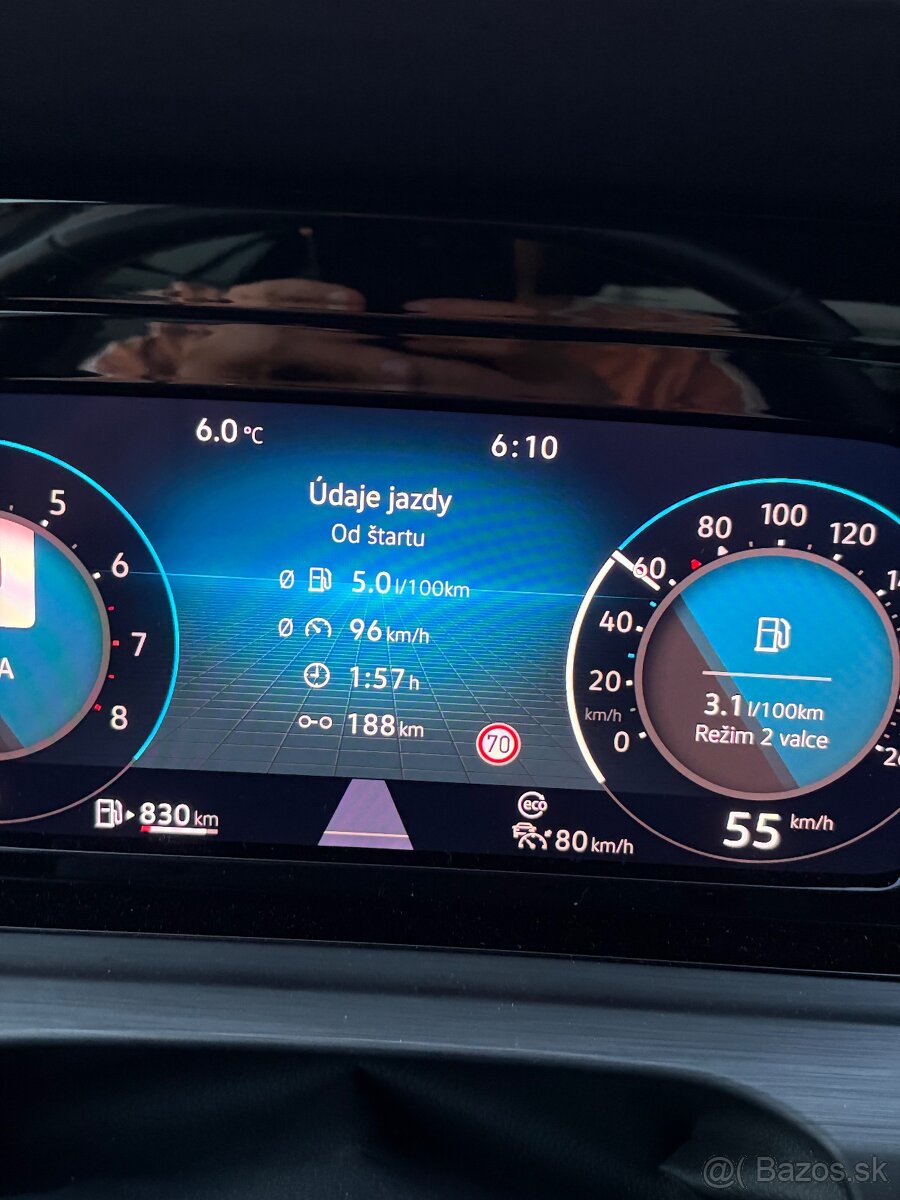 6.0 °C
6:10
Údaje jazdy
Od štartu
Ø 5.0 l/100km
Ø 96 km/h
1:57 h
188 km
70
5
6
7
8
A
830 km
eco
80 km/h
0
20
40
60
80
100
120
km/h
3.1 l/100km
Režim 2 valce
55 km/h
@( Bazos.sk